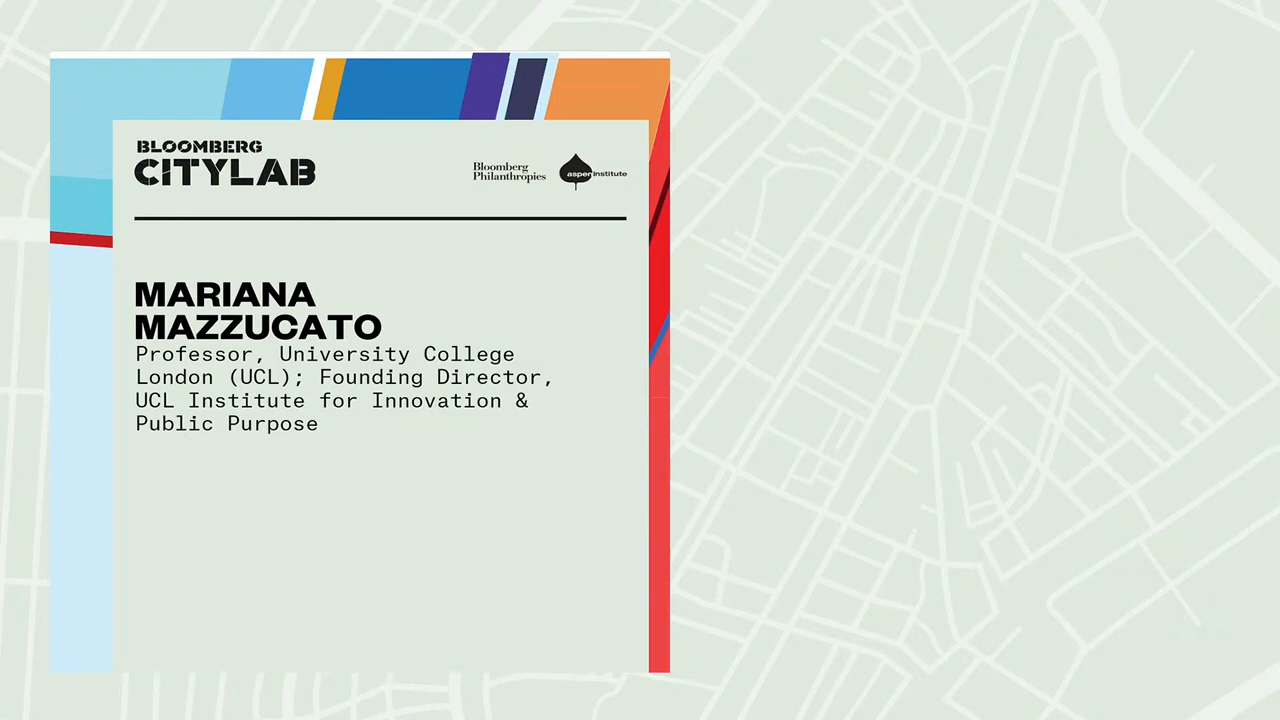 BLOOMBERG
CITYLAB
Bloomberg
Philanthropies
aspen institute
MARIANA
MAZZUCATO
Professor, University College
London (UCL); Founding Director,
UCL Institute for Innovation &
Public Purpose